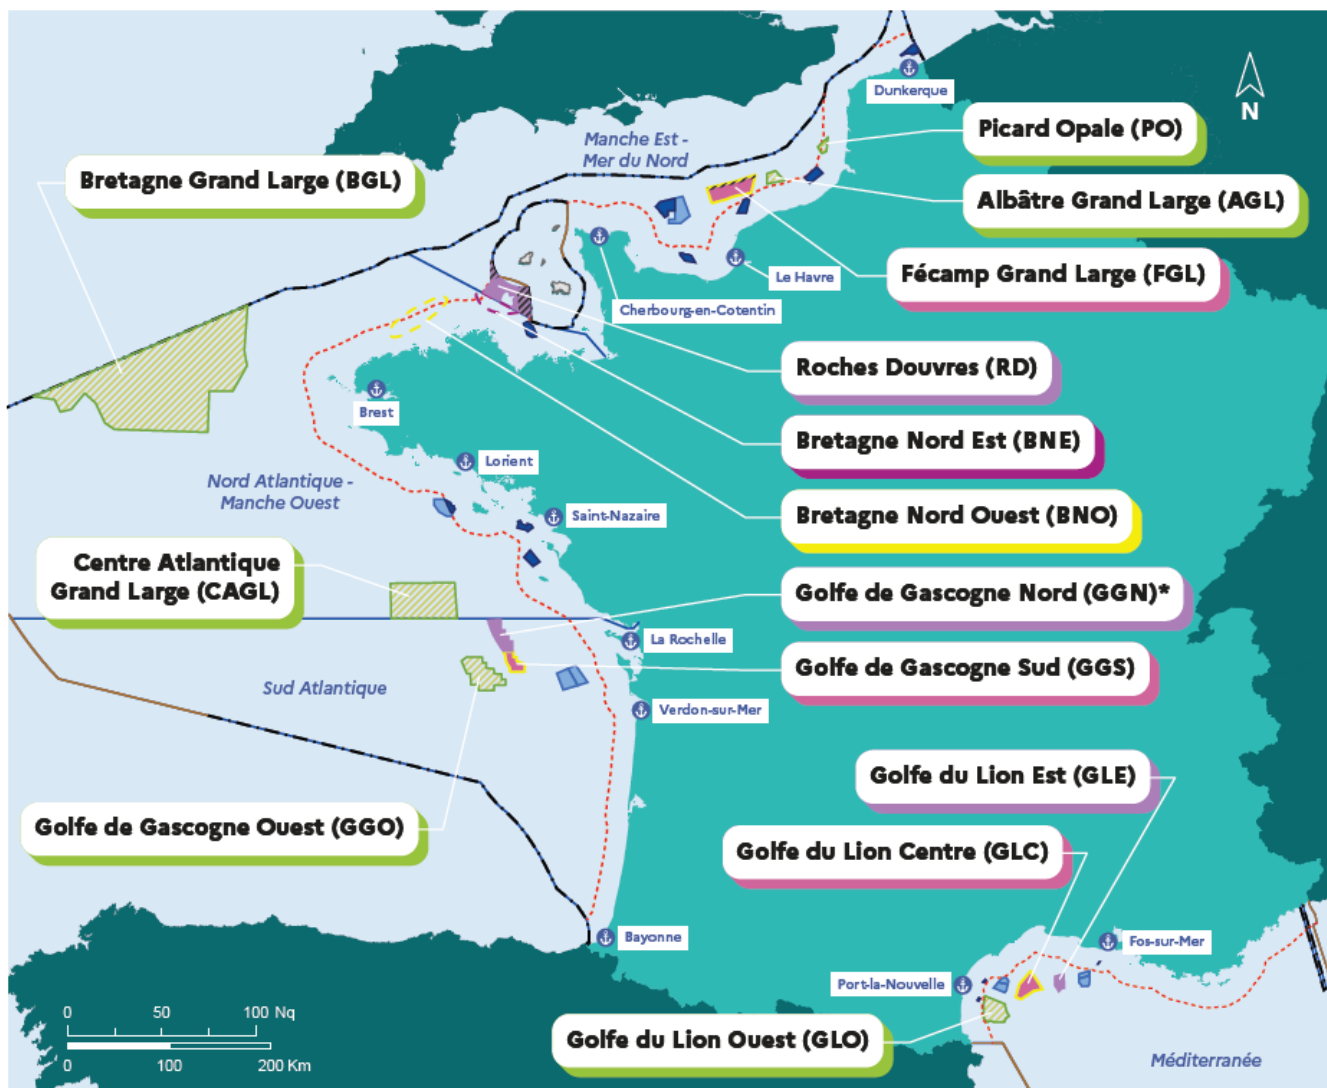 Dunkerque
N
Manche Est -
Mer du Nord
Picard Opale (PO)
Bretagne Grand Large (BGL)
Albâtre Grand Large (AGL)
Fécamp Grand Large (FGL)
Le Havre
Cherbourg-en-Cotentin
Roches Douvres (RD)
Brest
Bretagne Nord Est (BNE)
Lorient
Nord Atlantique -
Manche Ouest
Saint-Nazaire
Bretagne Nord Ouest (BNO)
Centre Atlantique
Grand Large (CAGL)
Golfe de Gascogne Nord (GGN)*
La Rochelle
Golfe de Gascogne Sud (GGS)
Sud Atlantique
Verdon-sur-Mer
Golfe du Lion Est (GLE)
Golfe de Gascogne Ouest (GGO)
Golfe du Lion Centre (GLC)
Bayonne
Fos-sur-Mer
Port-la-Nouvelle
0 50 100 Nq
0 100 200 Km
Golfe du Lion Ouest (GLO)
Méditerranée